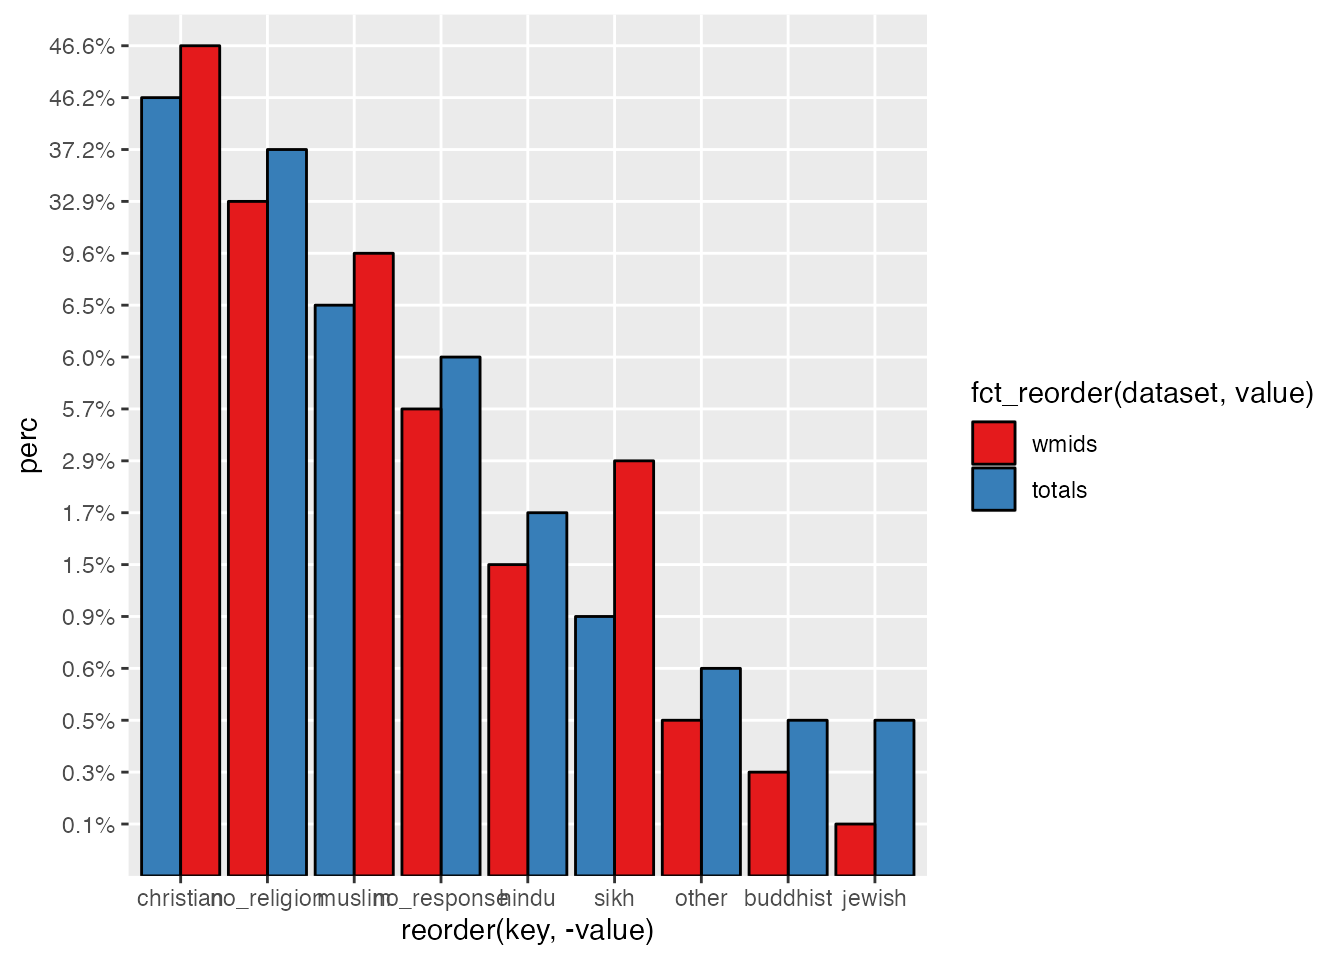 46.6%
46.2%
37.2%
32.9%
9.6%
6.5%
6.0%
5.7%
2.9%
1.7%
1.5%
0.9%
0.6%
0.5%
0.3%
0.1%
perc
christian no_religion muslim no_response hindu sikh other buddhist jewish
reorder(key, -value)
fct_reorder(dataset, value)
wmids
totals